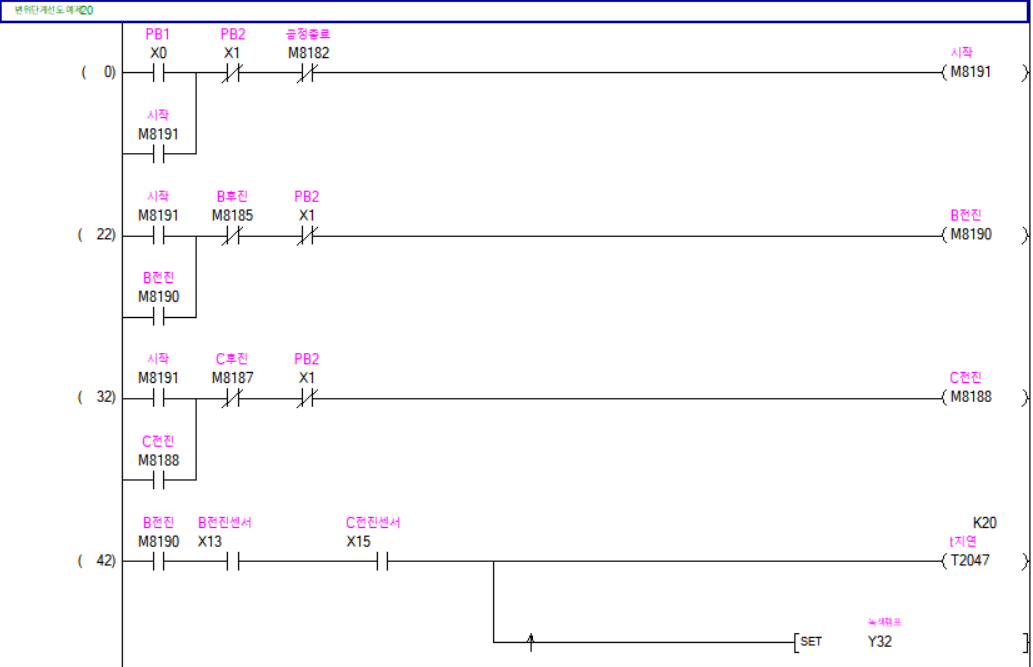 변위단계선도 예제20
PB1 PB2 공정종료
X0 X1 M8182 시작
( 0) M8191
시작
M8191
시작 B후진 PB2
M8191 M8185 X1 B전진
( 22) M8190
B전진
M8190
시작 C후진 PB2
M8191 M8187 X1 C전진
( 32) M8188
C전진
M8188
B전진 B전진센서 C전진센서 K20
M8190 X13 X15 t지연
( 42) T2047
녹색램프
SET Y32